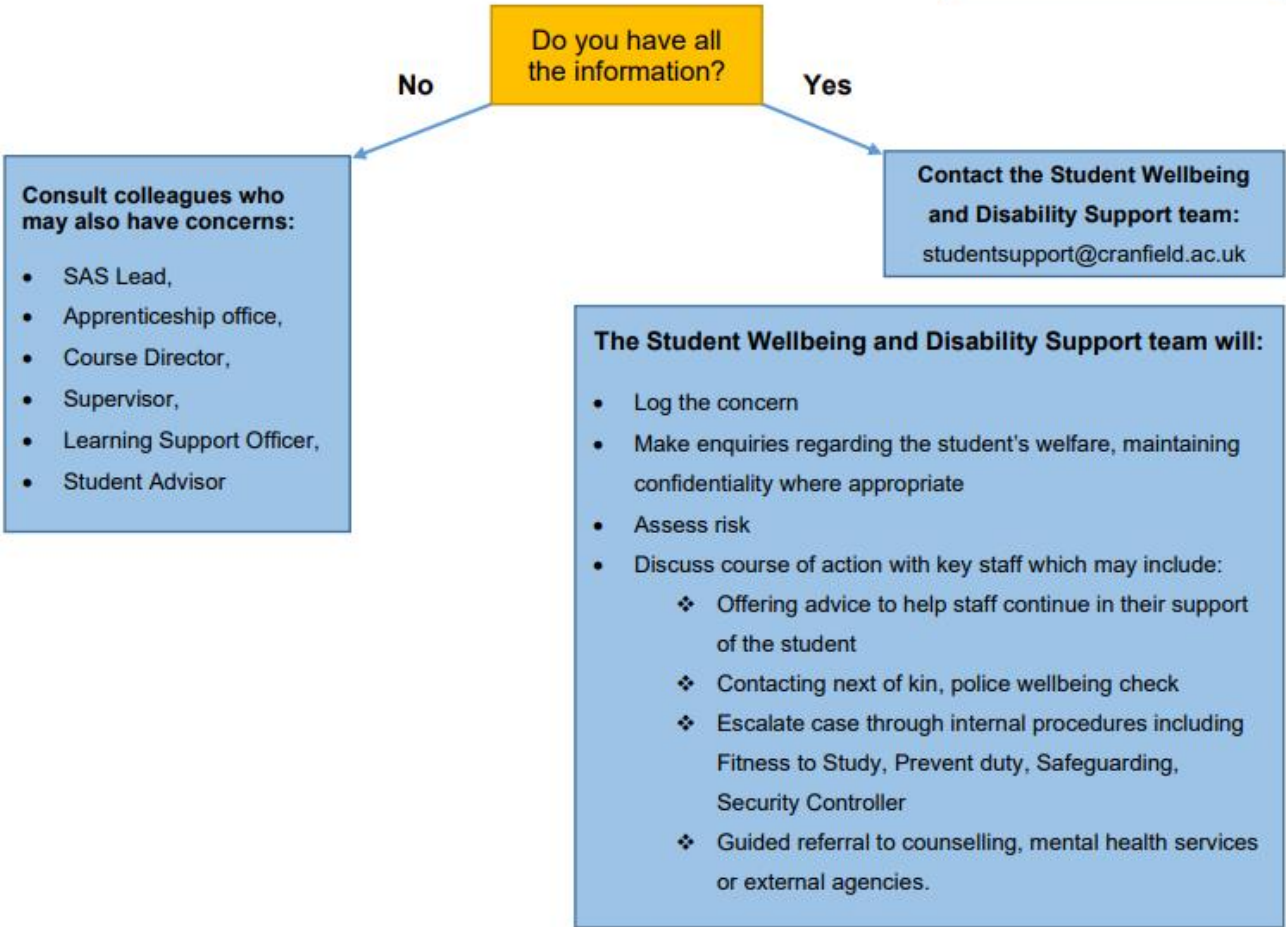 Do you have all
the information?
No
Yes
Consult colleagues who
may also have concerns:
• SAS Lead,
• Apprenticeship office,
• Course Director,
• Supervisor,
• Learning Support Officer,
• Student Advisor
Contact the Student Wellbeing
and Disability Support team:
studentsupport@cranfield.ac.uk
The Student Wellbeing and Disability Support team will:
• Log the concern
• Make enquiries regarding the student’s welfare, maintaining
confidentiality where appropriate
• Assess risk
• Discuss course of action with key staff which may include:
❖ Offering advice to help staff continue in their support
of the student
❖ Contacting next of kin, police wellbeing check
❖ Escalate case through internal procedures including
Fitness to Study, Prevent duty, Safeguarding,
Security Controller
❖ Guided referral to counselling, mental health services
or external agencies.